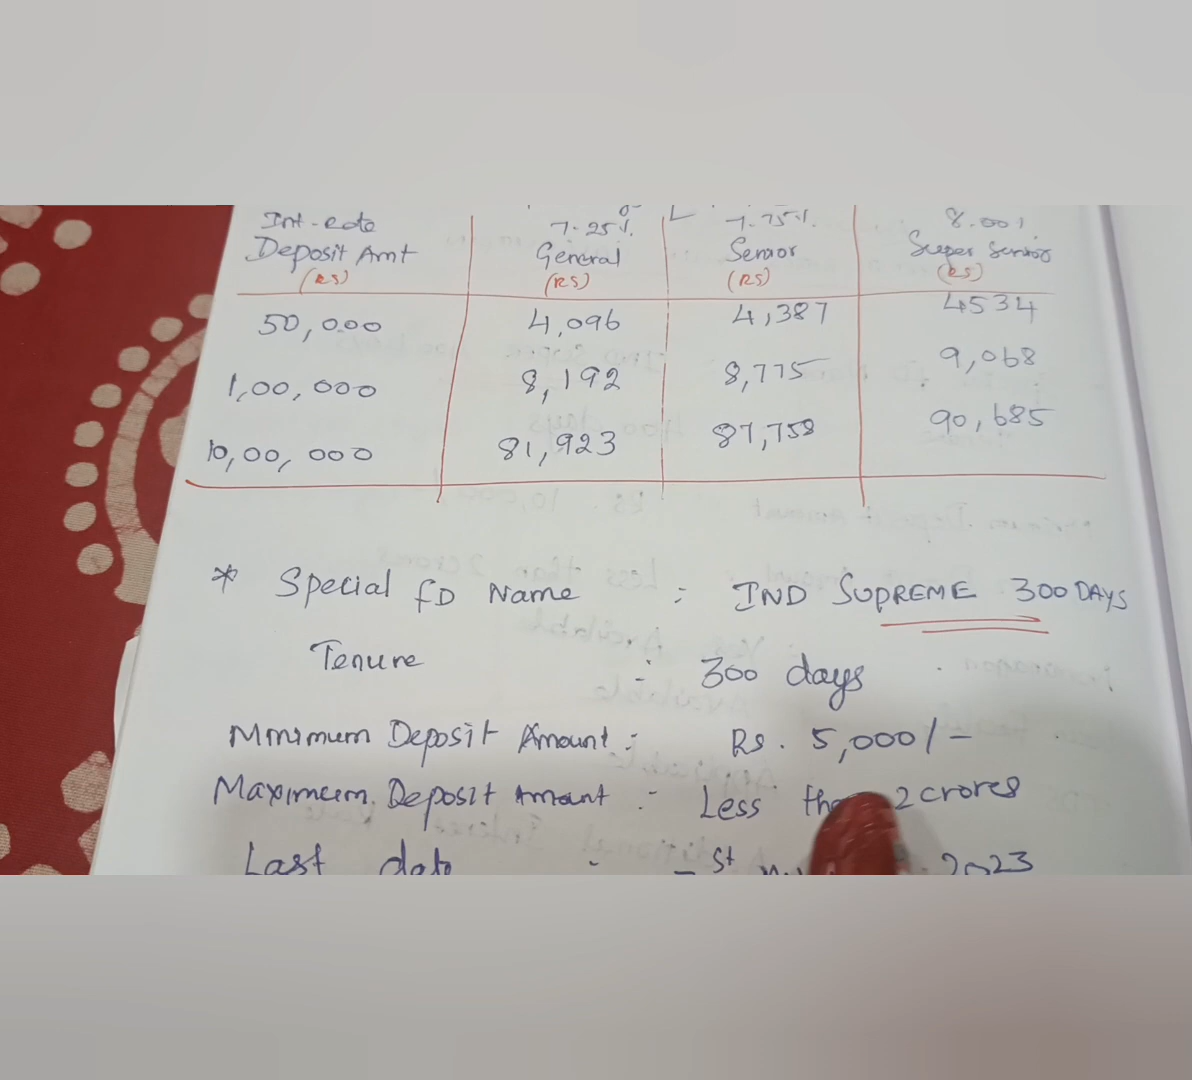 Int-Rate 7.25%. 7.75%. 8.00%
Deposit Amt General Senior Super Senior
(RS) (RS) (RS) (RS)
50,000 4,096 4,387 4534
1,00,000 8,192 8,775 9,068
10,00,000 81,923 87,758 90,685
* Special FD Name : IND SUPREME 300 DAYS
Tenure :- 300 days
Minimum Deposit Amount :- Rs. 5,000/-
Maximum Deposit Amount :- Less 2 crores
Last date :- st 2023